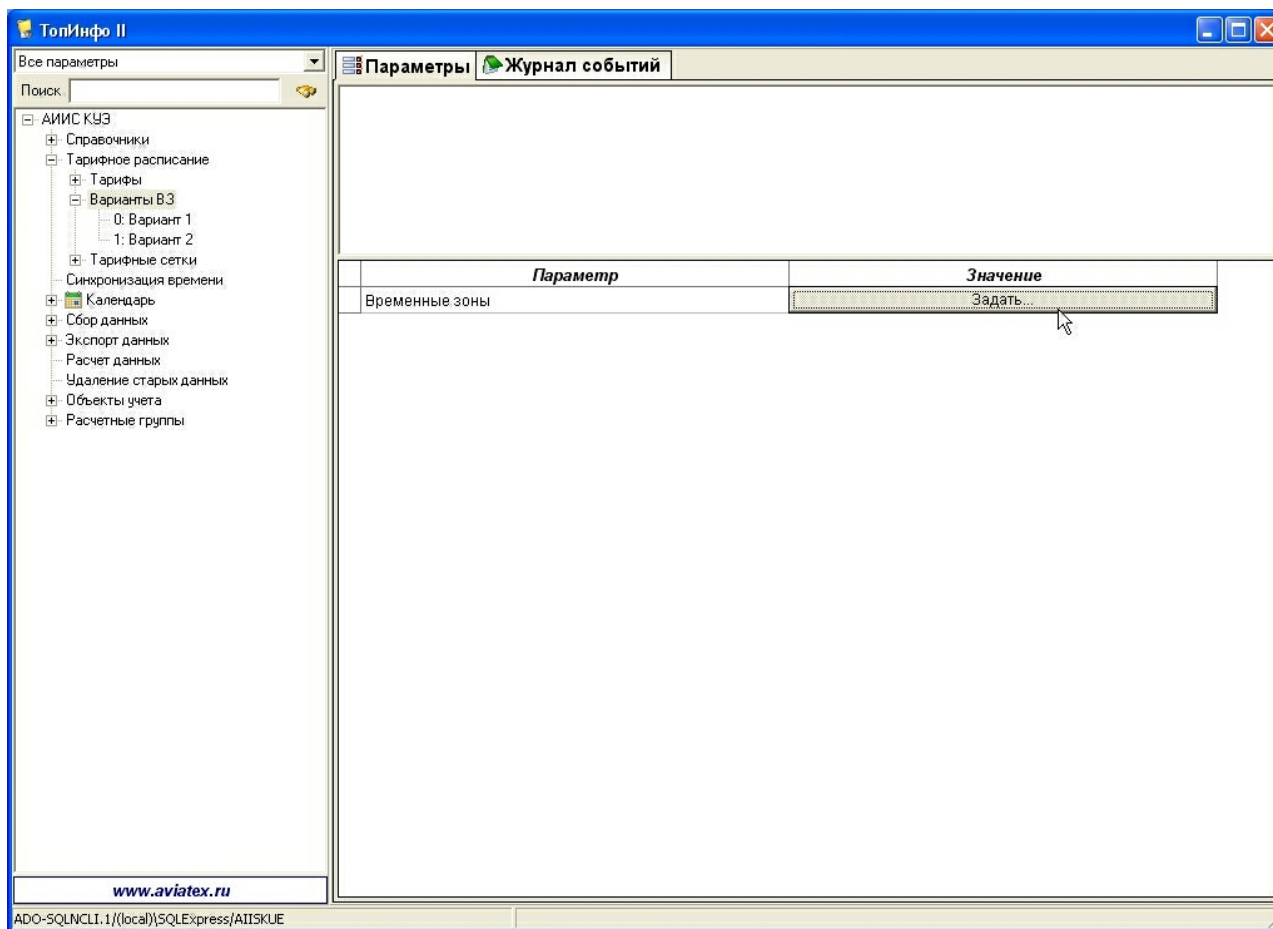 ТопИнфо II
Все параметры
Поиск
АИИС КУЭ
Справочники
Тарифное расписание
Тарифы
Варианты ВЗ
0: Вариант 1
1: Вариант 2
Тарифные сетки
Синхронизация времени
Календарь
Сбор данных
Экспорт данных
Расчет данных
Удаление старых данных
Объекты учета
Расчетные группы
www.aviatex.ru
Параметры Журнал событий
Параметр Значение
Временные зоны Задать...
ADO-SQLNCLI.1/(local)\SQLExpress/AIISKUE